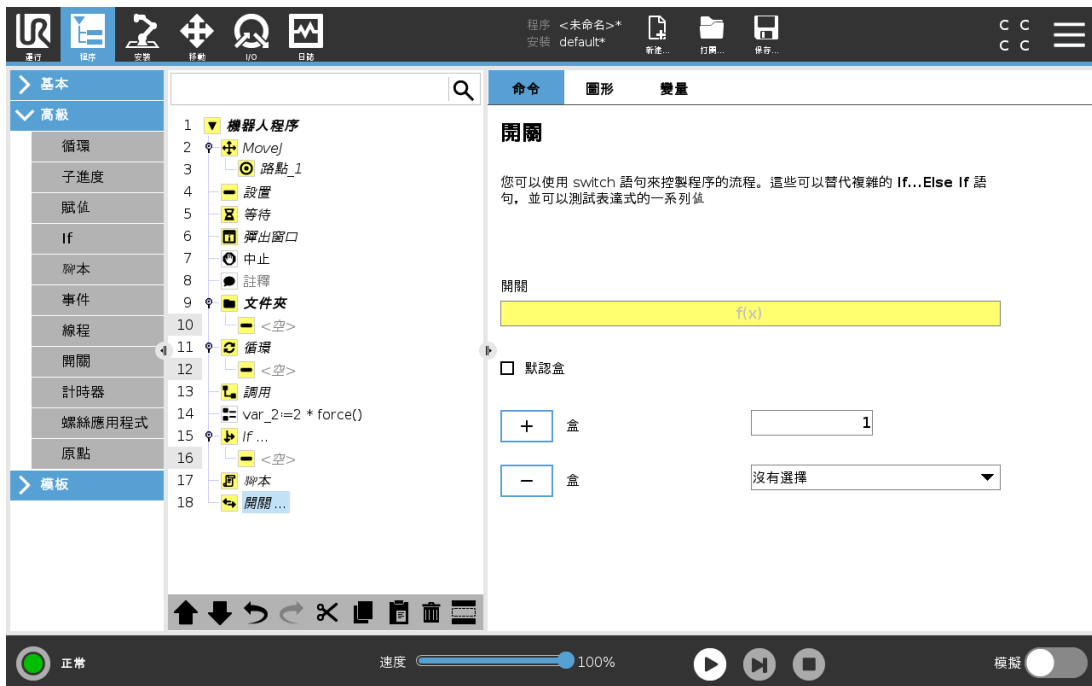 UR
運行
程序
安裝
移動
I/O
日誌
程序 <未命名>*
安裝 default*
新建...
打開...
保存...
C C
C C
基本
高級
循環
子進度
賦值
If
腳本
事件
線程
開關
計時器
螺絲應用程式
原點
模板
1 機器人程序
2 MoveJ
3 路點_1
4 設置
5 等待
6 彈出窗口
7 中止
8 註釋
9 文件夾
10 <空>
11 循環
12 <空>
13 調用
14 var_2:=2 * force()
15 If ...
16 <空>
17 腳本
18 開關...
命令 圖形 變量
開關
您可以使用 switch 語句來控製程序的流程。這些可以替代複雜的 If...Else If 語
句，並可以測試表達式的一系列值
開關
f(x)
默認盒
+ 盒 1
− 盒 沒有選擇
正常
速度 100%
模擬